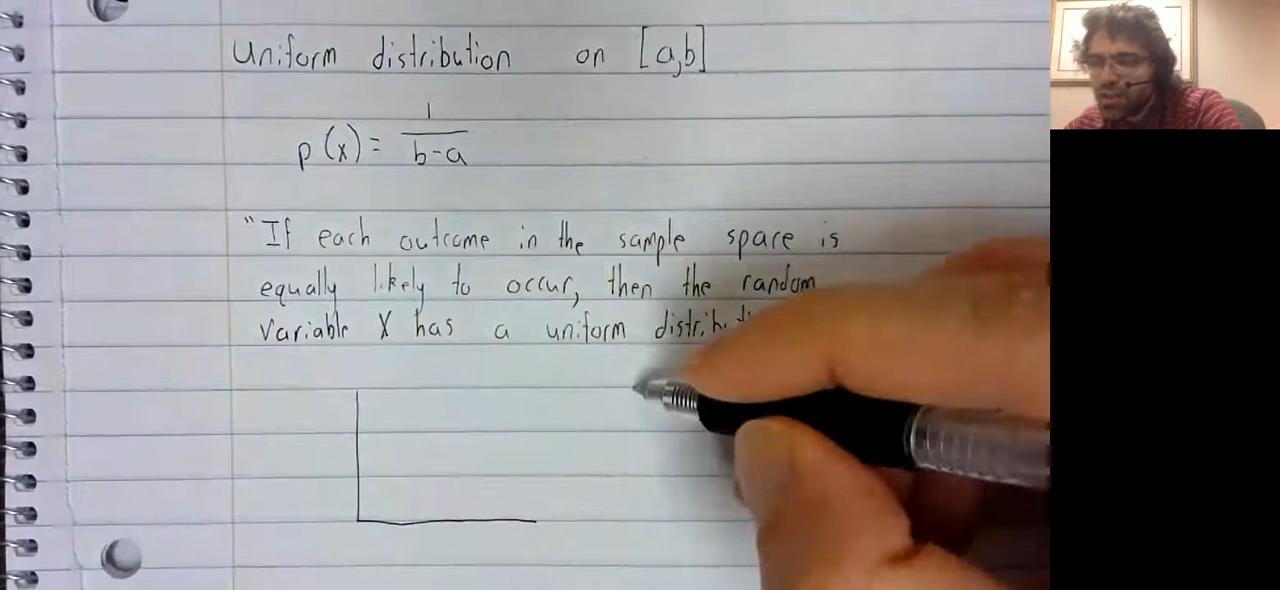 Uniform distribution on [a,b]
p(x) = 1/(b-a)
"If each outcome in the sample space is
equally likely to occur, then the random
variable X has a uniform